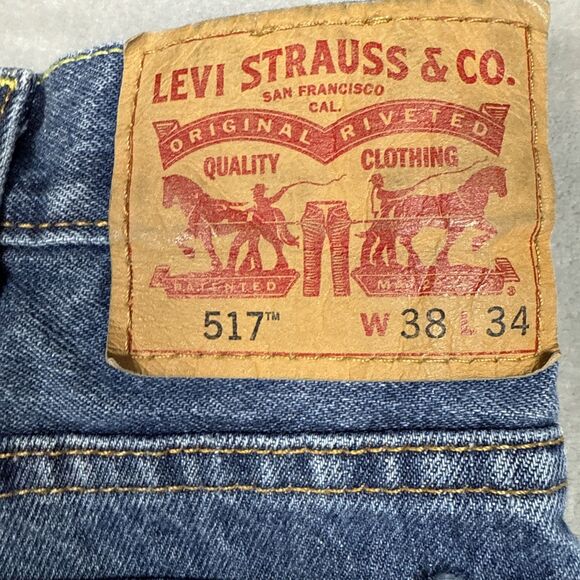 LEVI STRAUSS & CO.
SAN FRANCISCO
CAL.
ORIGINAL RIVETED
QUALITY CLOTHING
PATENTED
517™ W 38 L 34